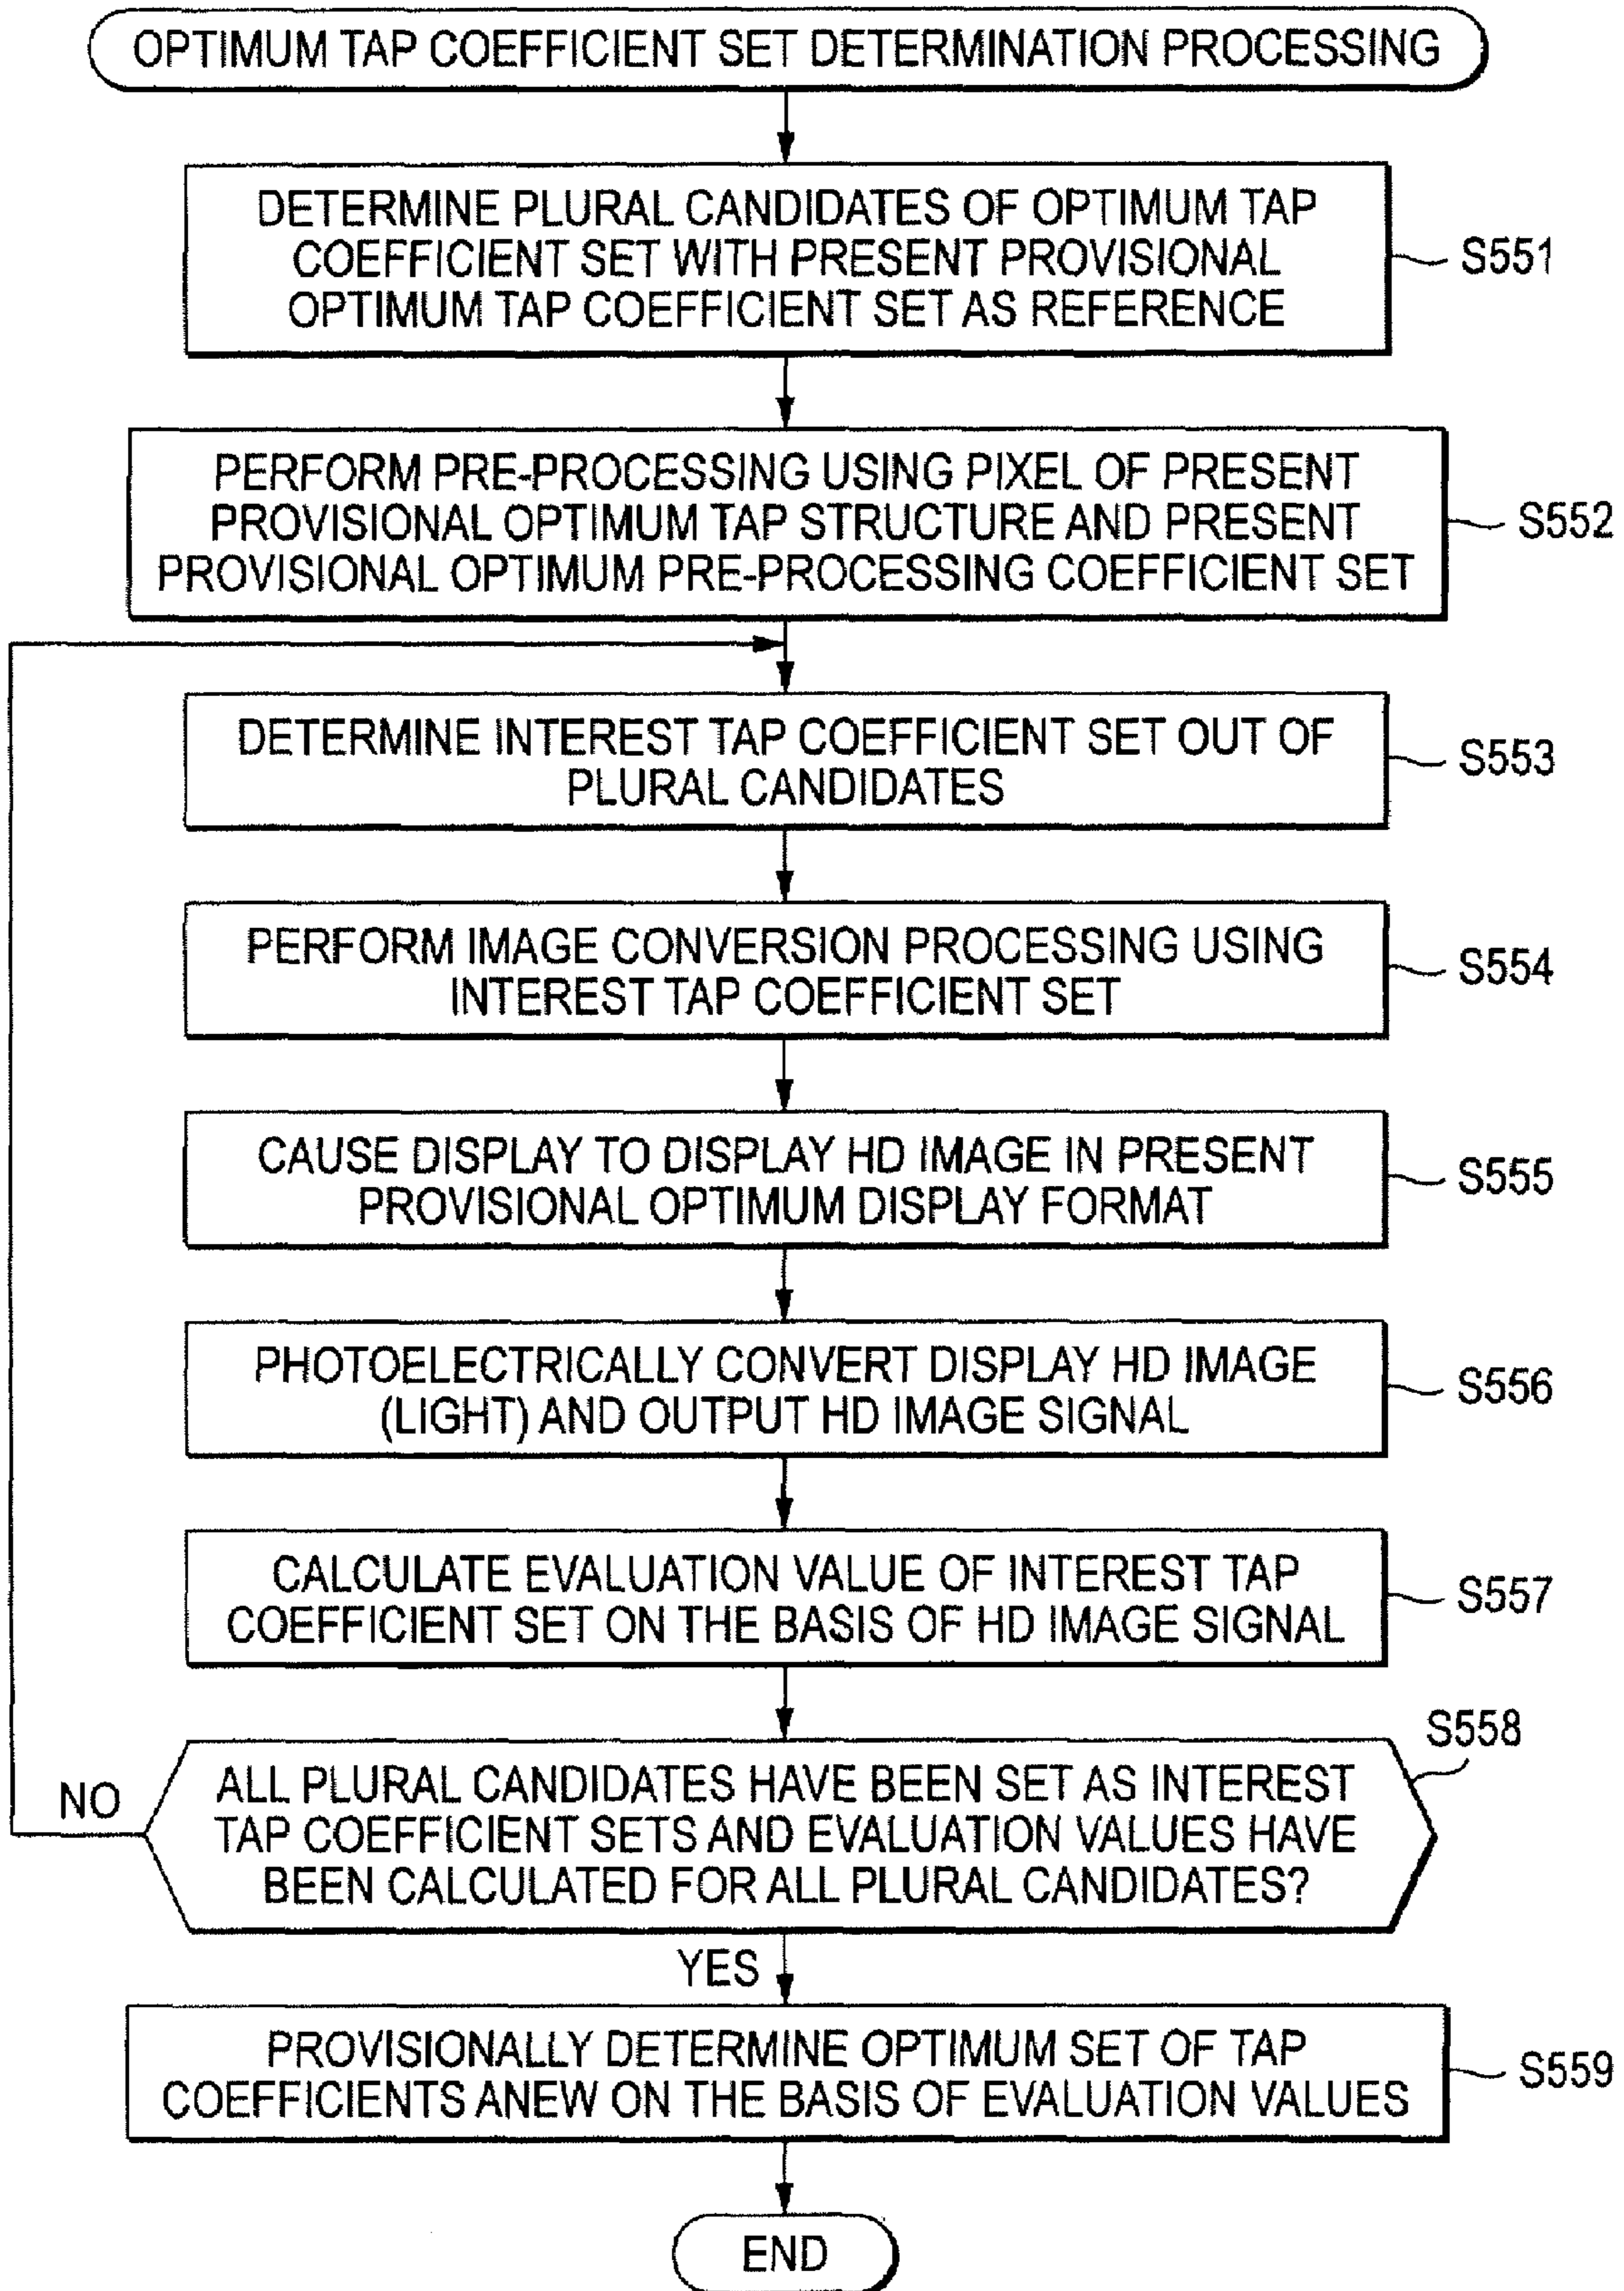 OPTIMUM TAP COEFFICIENT SET DETERMINATION PROCESSING
DETERMINE PLURAL CANDIDATES OF OPTIMUM TAP
COEFFICIENT SET WITH PRESENT PROVISIONAL
OPTIMUM TAP COEFFICIENT SET AS REFERENCE
S551
PERFORM PRE-PROCESSING USING PIXEL OF PRESENT
PROVISIONAL OPTIMUM TAP STRUCTURE AND PRESENT
PROVISIONAL OPTIMUM PRE-PROCESSING COEFFICIENT SET
S552
DETERMINE INTEREST TAP COEFFICIENT SET OUT OF
PLURAL CANDIDATES
S553
PERFORM IMAGE CONVERSION PROCESSING USING
INTEREST TAP COEFFICIENT SET
S554
CAUSE DISPLAY TO DISPLAY HD IMAGE IN PRESENT
PROVISIONAL OPTIMUM DISPLAY FORMAT
S555
PHOTOELECTRICALLY CONVERT DISPLAY HD IMAGE
(LIGHT) AND OUTPUT HD IMAGE SIGNAL
S556
CALCULATE EVALUATION VALUE OF INTEREST TAP
COEFFICIENT SET ON THE BASIS OF HD IMAGE SIGNAL
S557
S558
NO
ALL PLURAL CANDIDATES HAVE BEEN SET AS INTEREST
TAP COEFFICIENT SETS AND EVALUATION VALUES HAVE
BEEN CALCULATED FOR ALL PLURAL CANDIDATES?
YES
PROVISIONALLY DETERMINE OPTIMUM SET OF TAP
COEFFICIENTS ANEW ON THE BASIS OF EVALUATION VALUES
S559
END